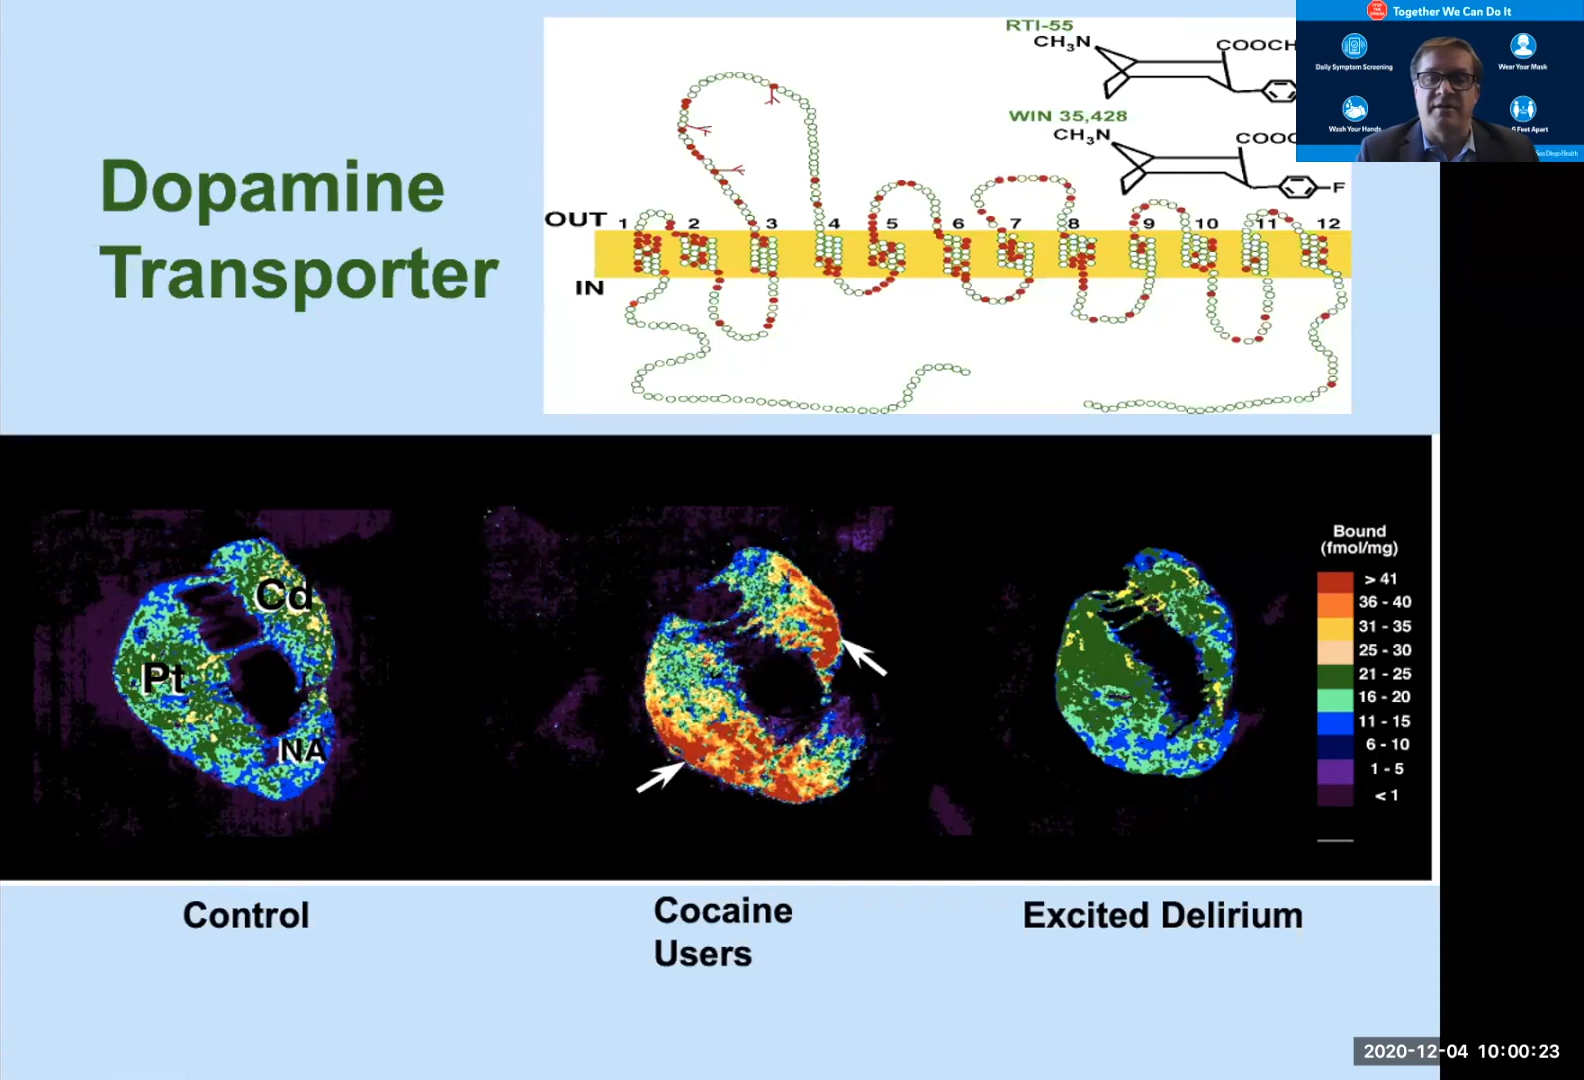 Dopamine
Transporter
RTI-55
CH₃N
COOCH
WIN 35,428
CH₃N
COOC
F
OUT 1 2 3 4 5 6 7 8 9 10 11 12
IN
Together We Can Do It
Daily Symptom Screening
Wear Your Mask
Wash Your Hands
6 Feet Apart
San Diego Health
Cd
Pt
NA
Bound
(fmol/mg)
> 41
36 - 40
31 - 35
25 - 30
21 - 25
16 - 20
11 - 15
6 - 10
1 - 5
< 1
Control
Cocaine
Users
Excited Delirium
2020-12-04 10:00:23